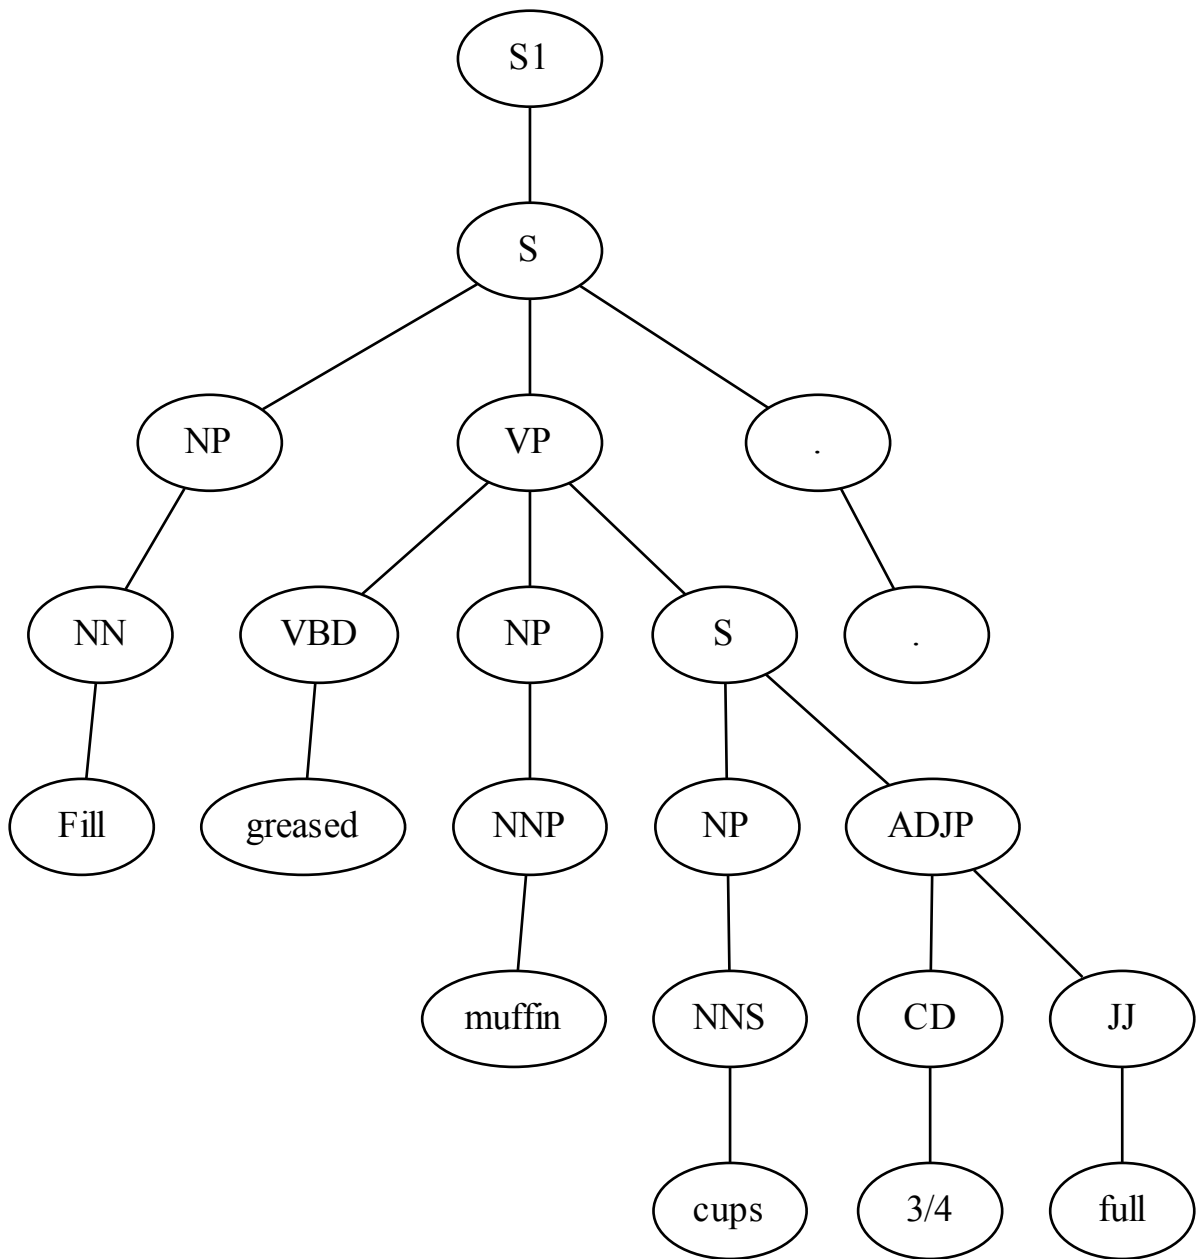 S1
S
NP VP .
NN VBD NP S .
Fill greased NNP NP ADJP
muffin NNS CD JJ
cups 3/4 full